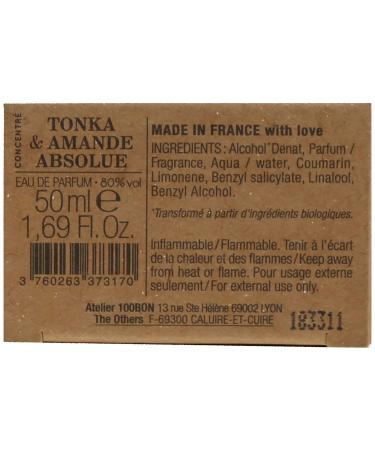 CONCENTRÉ
TONKA
& AMANDE
ABSOLUE
EAU DE PARFUM - 80% vol
50 ml ℮
1,69 Fl.Oz.
3 760263 373170
MADE IN FRANCE with love
INGREDIENTS : Alcohol* Denat, Parfum /
Fragrance, Aqua / water, Coumarin,
Limonene, Benzyl salicylate, Linalool,
Benzyl Alcohol.
*Transformé à partir d'ingrédients biologiques.
Inflammable/Flammable. Tenir à l'écart
de la chaleur et des flammes/Keep away
from heat or flame. Pour usage externe
seulement/For external use only.
Atelier 100BON 13 rue Ste Hélène 69002 LYON
The Others F-69300 CALUIRE-ET-CUIRE
183311